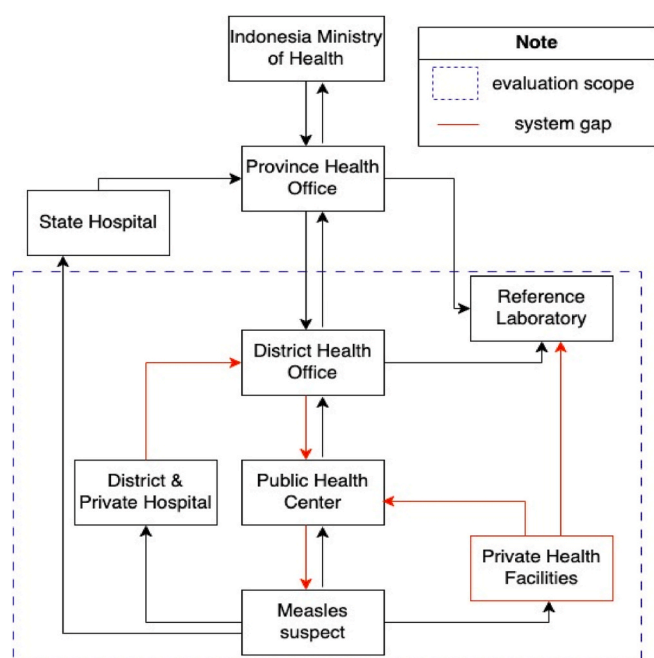 Indonesia Ministry
of Health
Note
evaluation scope
system gap
Province Health
Office
State Hospital
Reference
Laboratory
District Health
Office
District &
Private Hospital
Public Health
Center
Private Health
Facilities
Measles
suspect